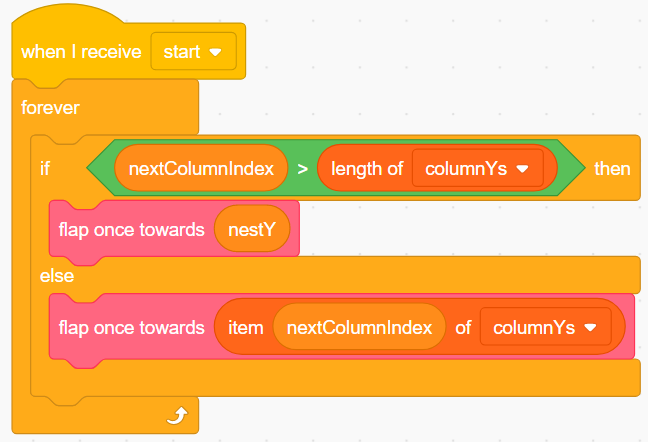 when I receive start
forever
if nextColumnIndex > length of columnYs then
flap once towards nestY
else
flap once towards item nextColumnIndex of columnYs